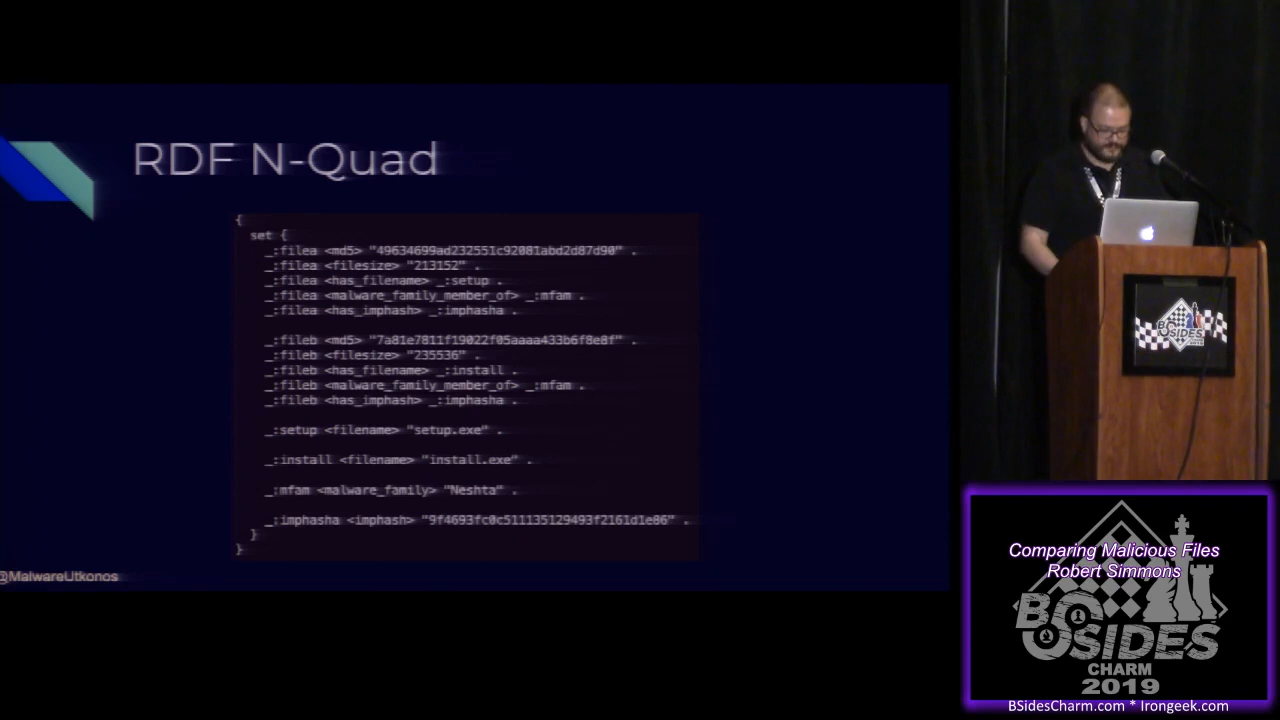 RDF N-Quad
{
set {
_:filea <md5> "49634699ad232551c92081abd2d87d90" .
_:filea <filesize> "213152" .
_:filea <has_filename> _:setup .
_:filea <malware_family_member_of> _:mfam .
_:filea <has_imphash> _:imphasha .
_:fileb <md5> "7a81e7811f19022f05aaaa433b6f8e8f" .
_:fileb <filesize> "235536" .
_:fileb <has_filename> _:install .
_:fileb <malware_family_member_of> _:mfam .
_:fileb <has_imphash> _:imphasha .
_:setup <filename> "setup.exe" .
_:install <filename> "install.exe" .
_:mfam <malware_family> "Neshta" .
_:imphasha <imphash> "9f4693fc0c511135129493f2161d1e86" .
}
}
@MalwareUtkonos
BSIDES
Comparing Malicious Files
Robert Simmons
BSIDES
CHARM
2019
BSidesCharm.com * Irongeek.com